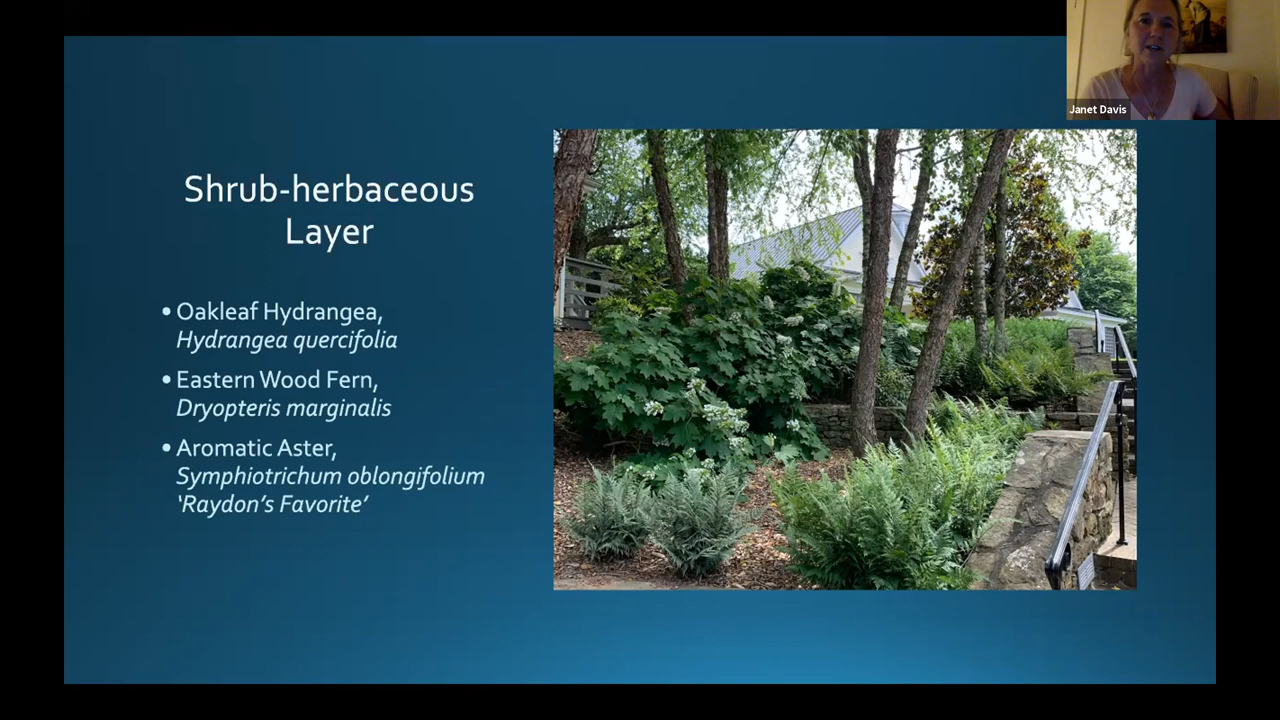 Janet Davis
Shrub-herbaceous
Layer
• Oakleaf Hydrangea,
Hydrangea quercifolia
• Eastern Wood Fern,
Dryopteris marginalis
• Aromatic Aster,
Symphiotrichum oblongifolium
‘Raydon’s Favorite’